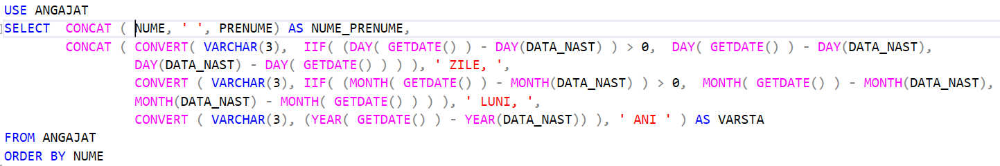 USE ANGAJAT
SELECT  CONCAT ( NUME, ' ', PRENUME) AS NUME_PRENUME,
        CONCAT ( CONVERT( VARCHAR(3),  IIF( (DAY( GETDATE() ) - DAY(DATA_NAST) ) > 0,  DAY( GETDATE() ) - DAY(DATA_NAST),
                 DAY(DATA_NAST) - DAY( GETDATE() ) ) ), ' ZILE, ',
                 CONVERT ( VARCHAR(3), IIF( (MONTH( GETDATE() ) - MONTH(DATA_NAST) ) > 0,  MONTH( GETDATE() ) - MONTH(DATA_NAST),
                 MONTH(DATA_NAST) - MONTH( GETDATE() ) ) ), ' LUNI, ',
                 CONVERT ( VARCHAR(3), (YEAR( GETDATE() ) - YEAR(DATA_NAST)) ), ' ANI ' ) AS VARSTA
FROM ANGAJAT
ORDER BY NUME